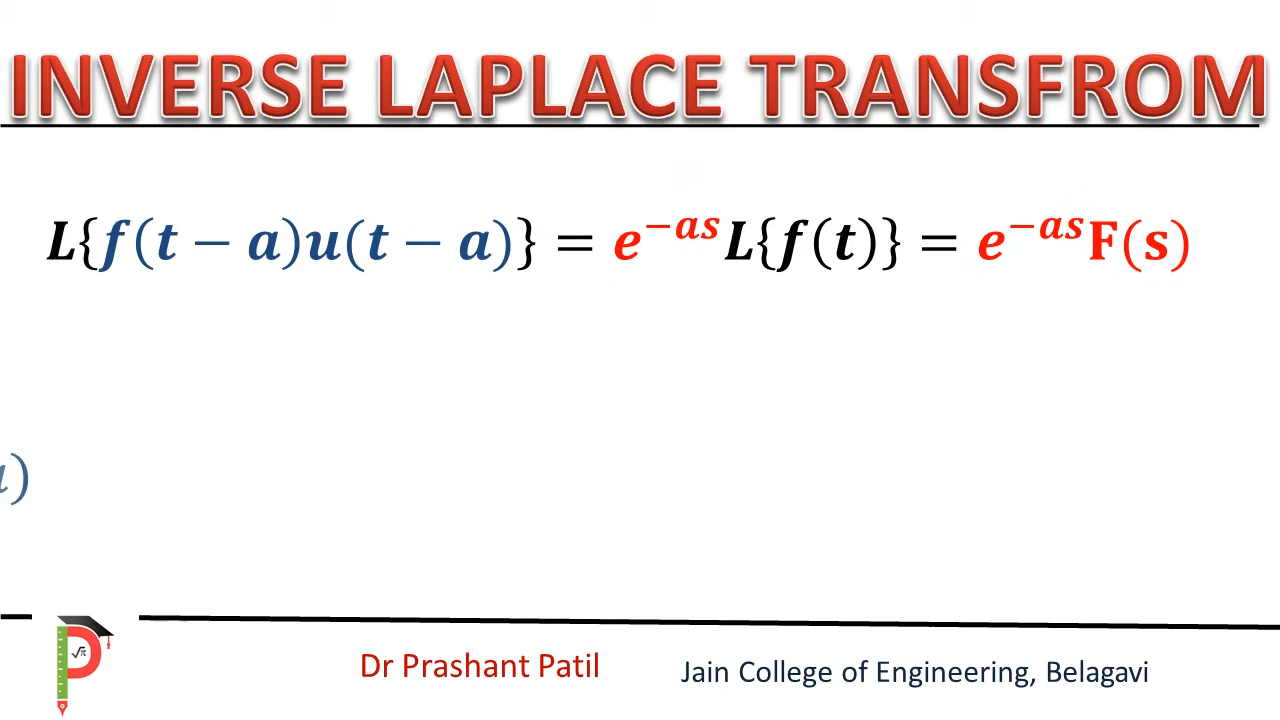 INVERSE LAPLACE TRANSFROM
L{f(t − a)u(t − a)} = e^{−as}L{f(t)} = e^{−as}F(s)
)
√π
Dr Prashant Patil
Jain College of Engineering, Belagavi